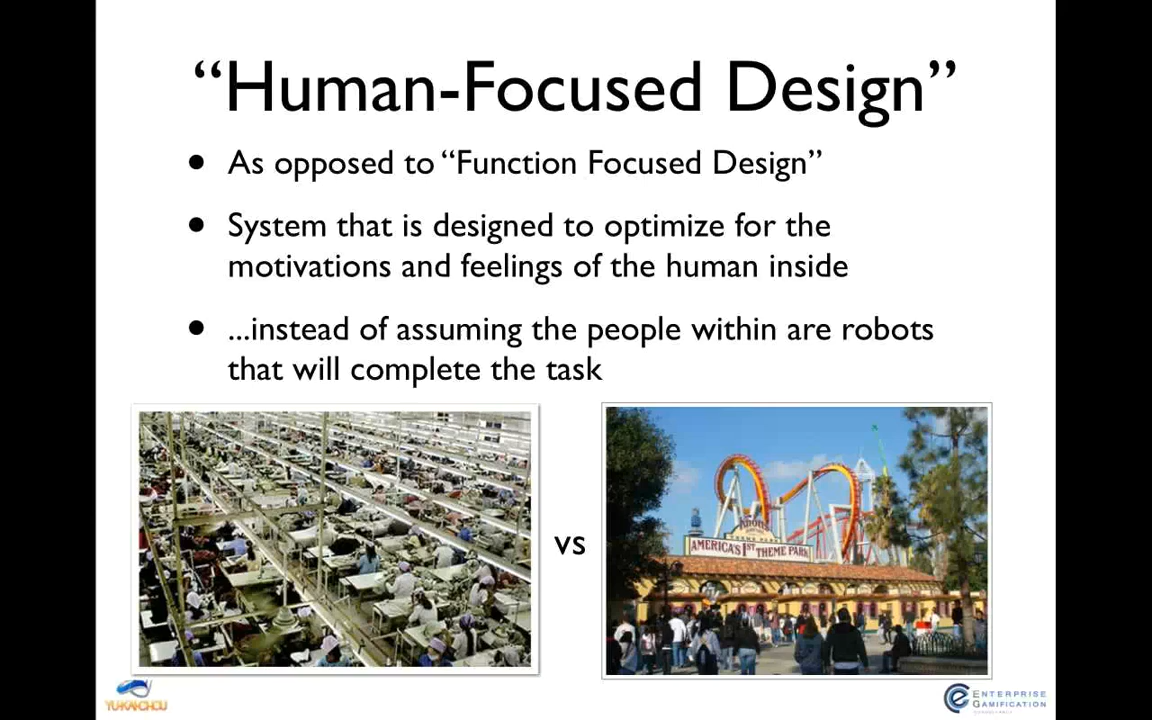 “Human-Focused Design”
• As opposed to “Function Focused Design”
• System that is designed to optimize for the
motivations and feelings of the human inside
• ...instead of assuming the people within are robots
that will complete the task
vs
AMERICA'S 1ST THEME PARK
YUKAICHOU
ENTERPRISE
GAMIFICATION